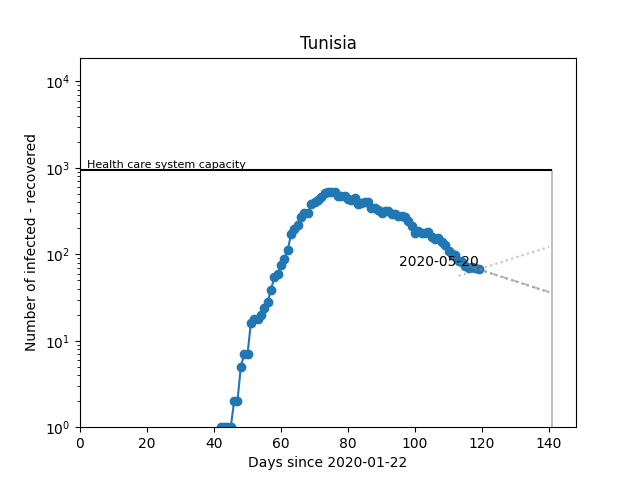 Tunisia
Number of infected - recovered
10^4
10^3
10^2
10^1
10^0
Health care system capacity
2020-05-20
0 20 40 60 80 100 120 140
Days since 2020-01-22